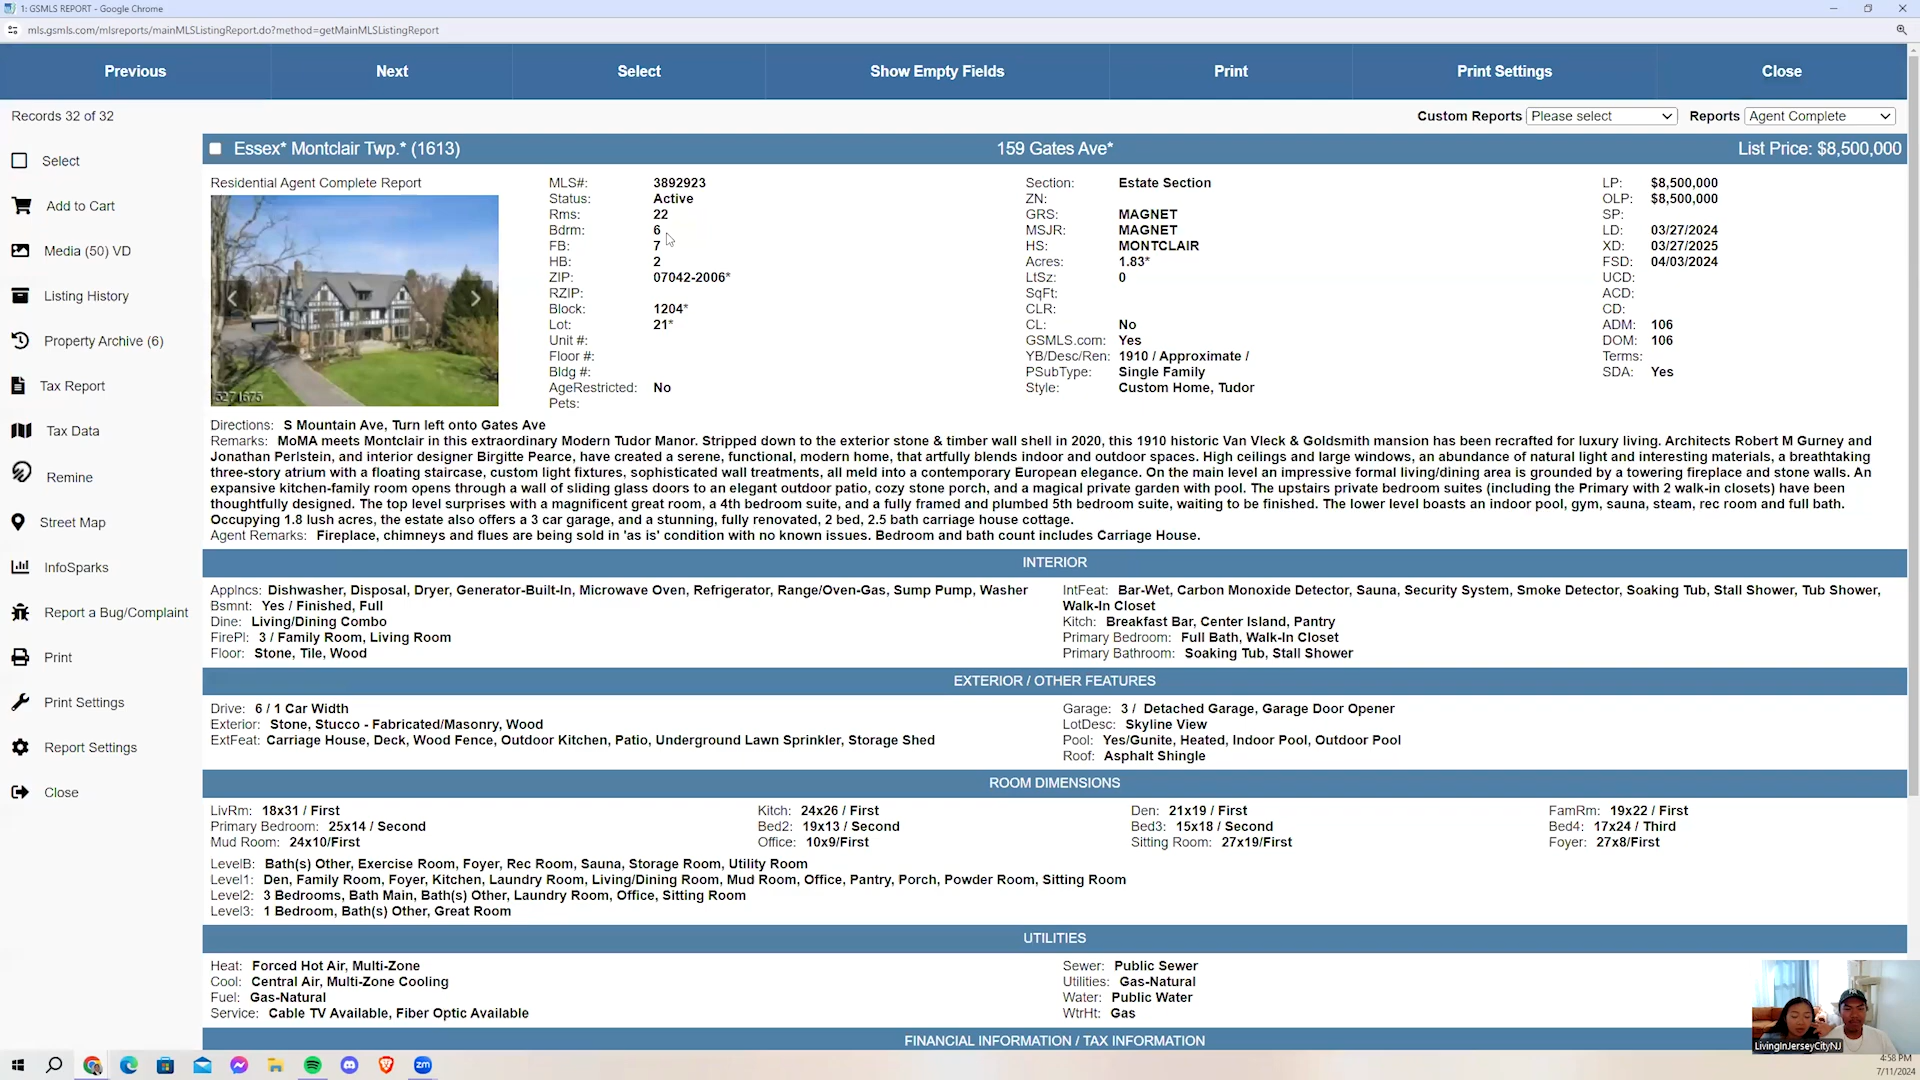 1: GSMLS REPORT - Google Chrome
mls.gsmls.com/mlsreports/mainMLSListingReport.do?method=getMainMLSListingReport
Previous Next Select Show Empty Fields Print Print Settings Close
Records 32 of 32 Custom Reports Please select Reports Agent Complete
Select
Add to Cart
Media (50) VD
Listing History
Property Archive (6)
Tax Report
Tax Data
Remine
Street Map
InfoSparks
Report a Bug/Complaint
Print
Print Settings
Report Settings
Close
Essex* Montclair Twp.* (1613) 159 Gates Ave* List Price: $8,500,000
Residential Agent Complete Report
5271675
MLS#: 3892923
Status: Active
Rms: 22
Bdrm: 6
FB: 7
HB: 2
ZIP: 07042-2006*
RZIP:
Block: 1204*
Lot: 21*
Unit #:
Floor #:
Bldg #:
AgeRestricted: No
Pets:
Section: Estate Section
ZN:
GRS: MAGNET
MSJR: MAGNET
HS: MONTCLAIR
Acres: 1.83*
LtSz: 0
SqFt:
CLR:
CL: No
GSMLS.com: Yes
YB/Desc/Ren: 1910 / Approximate /
PSubType: Single Family
Style: Custom Home, Tudor
LP: $8,500,000
OLP: $8,500,000
SP:
LD: 03/27/2024
XD: 03/27/2025
FSD: 04/03/2024
UCD:
ACD:
CD:
ADM: 106
DOM: 106
Terms:
SDA: Yes
Directions: S Mountain Ave, Turn left onto Gates Ave
Remarks: MoMA meets Montclair in this extraordinary Modern Tudor Manor. Stripped down to the exterior stone & timber wall shell in 2020, this 1910 historic Van Vleck & Goldsmith mansion has been recrafted for luxury living. Architects Robert M Gurney and
Jonathan Perlstein, and interior designer Birgitte Pearce, have created a serene, functional, modern home, that artfully blends indoor and outdoor spaces. High ceilings and large windows, an abundance of natural light and interesting materials, a breathtaking
three-story atrium with a floating staircase, custom light fixtures, sophisticated wall treatments, all meld into a contemporary European elegance. On the main level an impressive formal living/dining area is grounded by a towering fireplace and stone walls. An
expansive kitchen-family room opens through a wall of sliding glass doors to an elegant outdoor patio, cozy stone porch, and a magical private garden with pool. The upstairs private bedroom suites (including the Primary with 2 walk-in closets) have been
thoughtfully designed. The top level surprises with a magnificent great room, a 4th bedroom suite, and a fully framed and plumbed 5th bedroom suite, waiting to be finished. The lower level boasts an indoor pool, gym, sauna, steam, rec room and full bath.
Occupying 1.8 lush acres, the estate also offers a 3 car garage, and a stunning, fully renovated, 2 bed, 2.5 bath carriage house cottage.
Agent Remarks: Fireplace, chimneys and flues are being sold in 'as is' condition with no known issues. Bedroom and bath count includes Carriage House.
INTERIOR
Applncs: Dishwasher, Disposal, Dryer, Generator-Built-In, Microwave Oven, Refrigerator, Range/Oven-Gas, Sump Pump, Washer
Bsmnt: Yes / Finished, Full
Dine: Living/Dining Combo
FirePl: 3 / Family Room, Living Room
Floor: Stone, Tile, Wood
IntFeat: Bar-Wet, Carbon Monoxide Detector, Sauna, Security System, Smoke Detector, Soaking Tub, Stall Shower, Tub Shower,
Walk-In Closet
Kitch: Breakfast Bar, Center Island, Pantry
Primary Bedroom: Full Bath, Walk-In Closet
Primary Bathroom: Soaking Tub, Stall Shower
EXTERIOR / OTHER FEATURES
Drive: 6 / 1 Car Width
Exterior: Stone, Stucco - Fabricated/Masonry, Wood
ExtFeat: Carriage House, Deck, Wood Fence, Outdoor Kitchen, Patio, Underground Lawn Sprinkler, Storage Shed
Garage: 3 / Detached Garage, Garage Door Opener
LotDesc: Skyline View
Pool: Yes/Gunite, Heated, Indoor Pool, Outdoor Pool
Roof: Asphalt Shingle
ROOM DIMENSIONS
LivRm: 18x31 / First Kitch: 24x26 / First Den: 21x19 / First FamRm: 19x22 / First
Primary Bedroom: 25x14 / Second Bed2: 19x13 / Second Bed3: 15x18 / Second Bed4: 17x24 / Third
Mud Room: 24x10/First Office: 10x9/First Sitting Room: 27x19/First Foyer: 27x8/First
LevelB: Bath(s) Other, Exercise Room, Foyer, Rec Room, Sauna, Storage Room, Utility Room
Level1: Den, Family Room, Foyer, Kitchen, Laundry Room, Living/Dining Room, Mud Room, Office, Pantry, Porch, Powder Room, Sitting Room
Level2: 3 Bedrooms, Bath Main, Bath(s) Other, Laundry Room, Office, Sitting Room
Level3: 1 Bedroom, Bath(s) Other, Great Room
UTILITIES
Heat: Forced Hot Air, Multi-Zone
Cool: Central Air, Multi-Zone Cooling
Fuel: Gas-Natural
Service: Cable TV Available, Fiber Optic Available
Sewer: Public Sewer
Utilities: Gas-Natural
Water: Public Water
WtrHt: Gas
FINANCIAL INFORMATION / TAX INFORMATION
LivingInJerseyCityNJ
zm
4:58 PM
7/11/2024